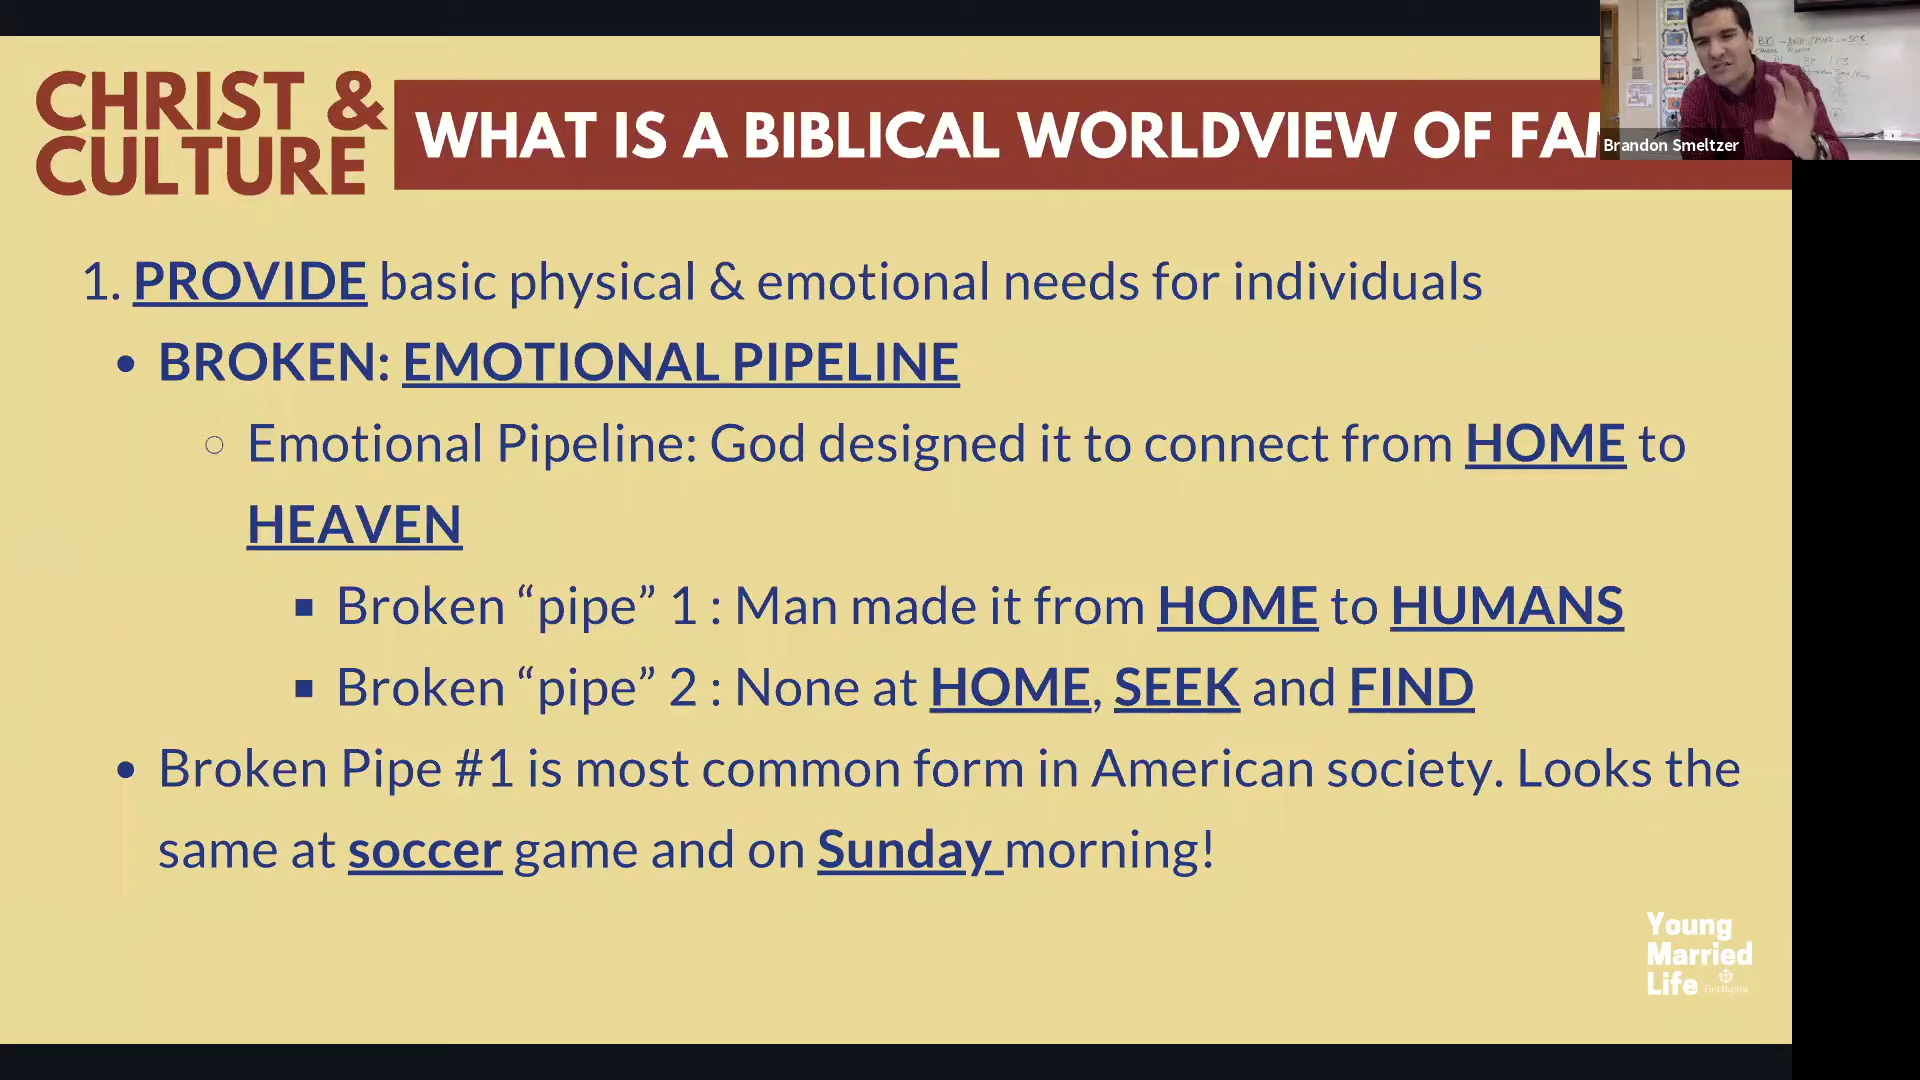 CHRIST &
CULTURE
WHAT IS A BIBLICAL WORLDVIEW OF FAM
Brandon Smeltzer
1. PROVIDE basic physical & emotional needs for individuals
• BROKEN: EMOTIONAL PIPELINE
○ Emotional Pipeline: God designed it to connect from HOME to
HEAVEN
▪ Broken “pipe” 1 : Man made it from HOME to HUMANS
▪ Broken “pipe” 2 : None at HOME, SEEK and FIND
• Broken Pipe #1 is most common form in American society. Looks the
same at soccer game and on Sunday morning!
Young
Married
Life
First Baptist